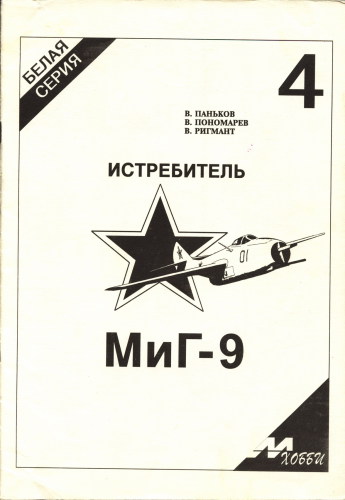 БЕЛАЯ
СЕРИЯ
4
В. ПАНЬКОВ
В. ПОНОМАРЕВ
В. РИГМАНТ
ИСТРЕБИТЕЛЬ
01
МиГ-9
М
ХОББИ